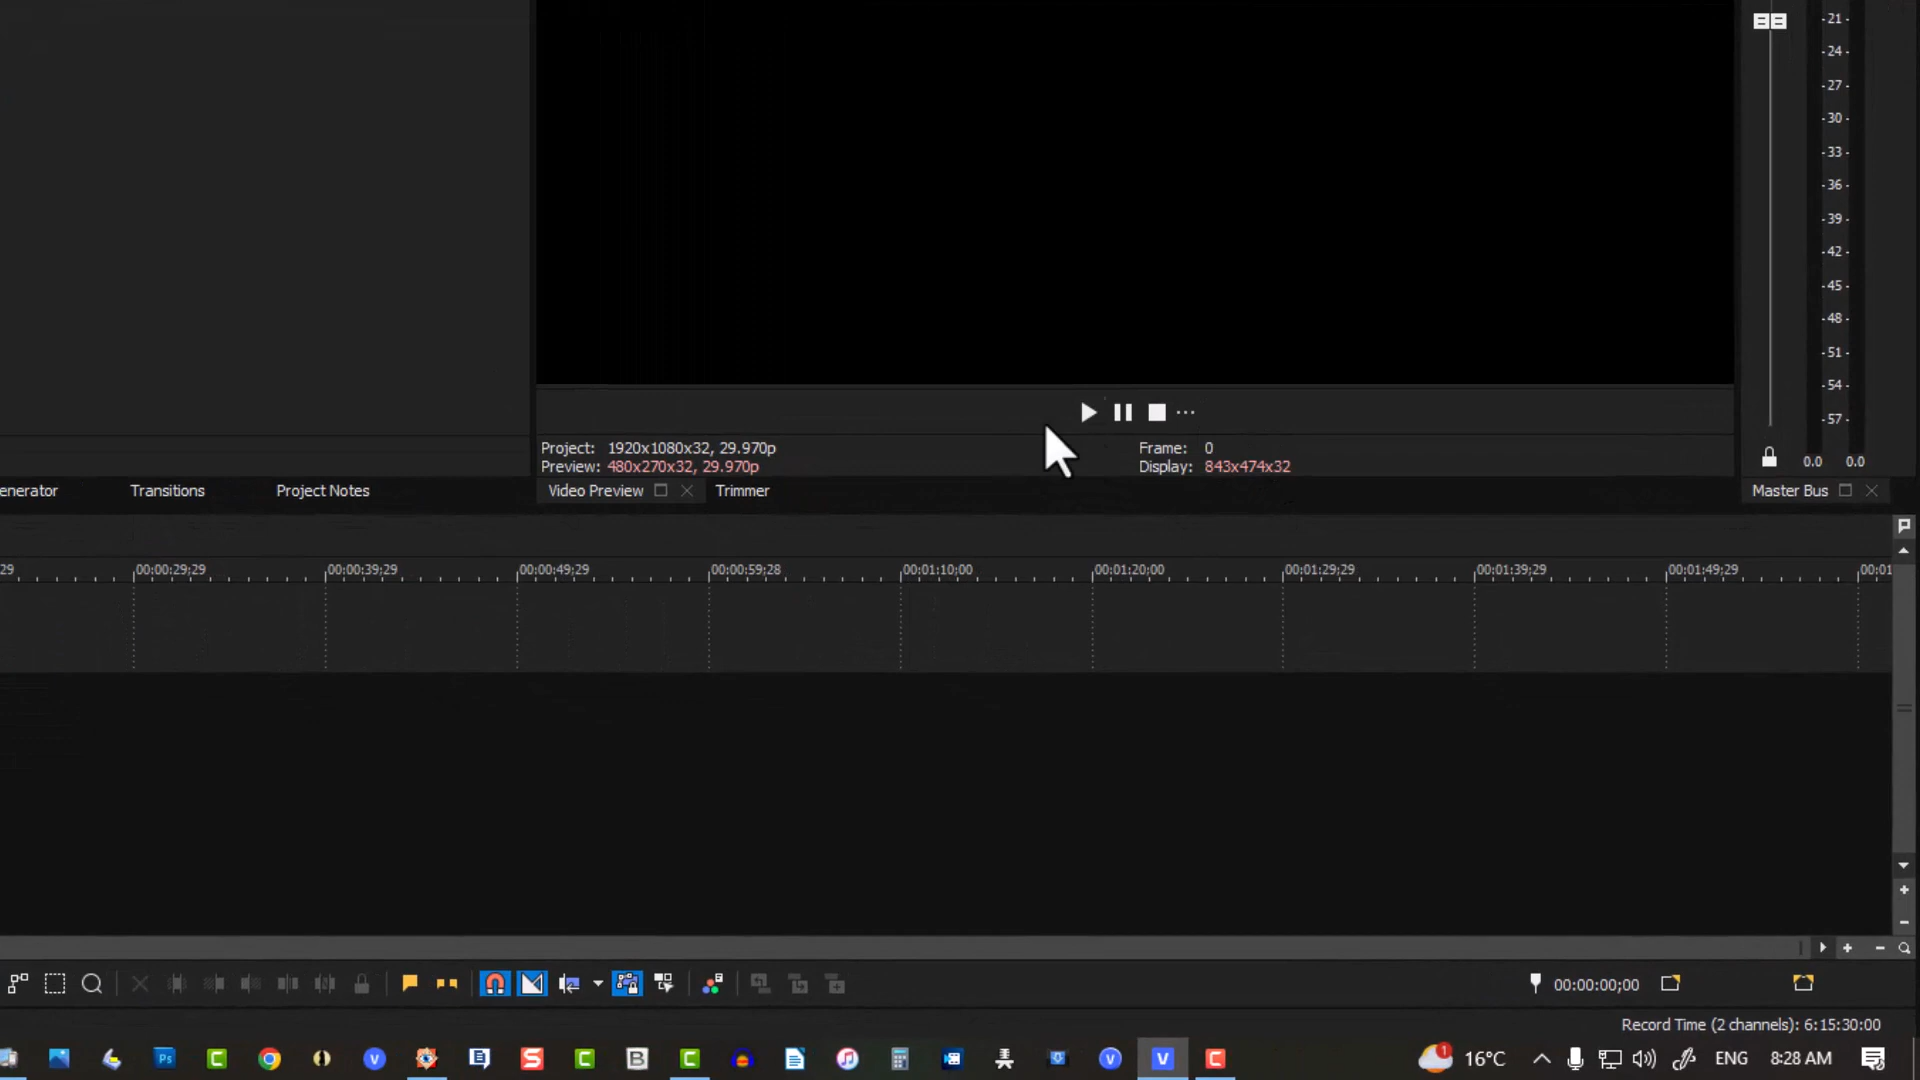 -21-
-24-
-27-
-30-
-33-
-36-
-39-
-42-
-45-
-48-
-51-
-54-
-57-
Project: 1920x1080x32, 29.970p
Frame: 0
0.0 0.0
Preview: 480x270x32, 29.970p
Display: 843x474x32
enerator Transitions Project Notes
Video Preview Trimmer
Master Bus
29 00:00:29;29 00:00:39;29 00:00:49;29 00:00:59;28 00:01:10;00 00:01:20;00 00:01:29;29 00:01:39;29 00:01:49;29 00:01
00:00:00;00
Record Time (2 channels): 6:15:30:00
Ps C V S C B C V V C
1 16°C ENG 8:28 AM